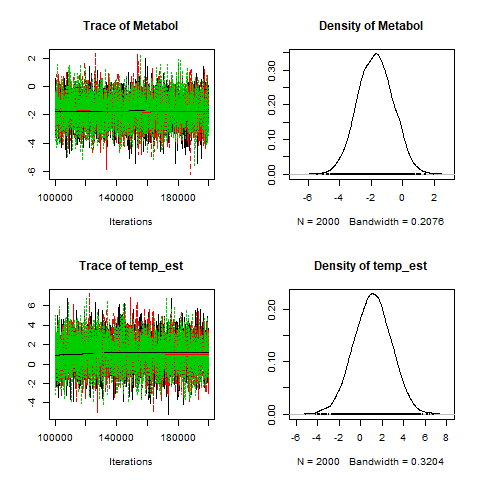 Trace of Metabol
2
0
-2
-4
-6
100000 140000 180000
Iterations
Density of Metabol
0.30
0.20
0.10
0.00
-6 -4 -2 0 2
N = 2000 Bandwidth = 0.2076
Trace of temp_est
6
4
2
0
-2
-4
100000 140000 180000
Iterations
Density of temp_est
0.20
0.10
0.00
-6 -4 -2 0 2 4 6 8
N = 2000 Bandwidth = 0.3204